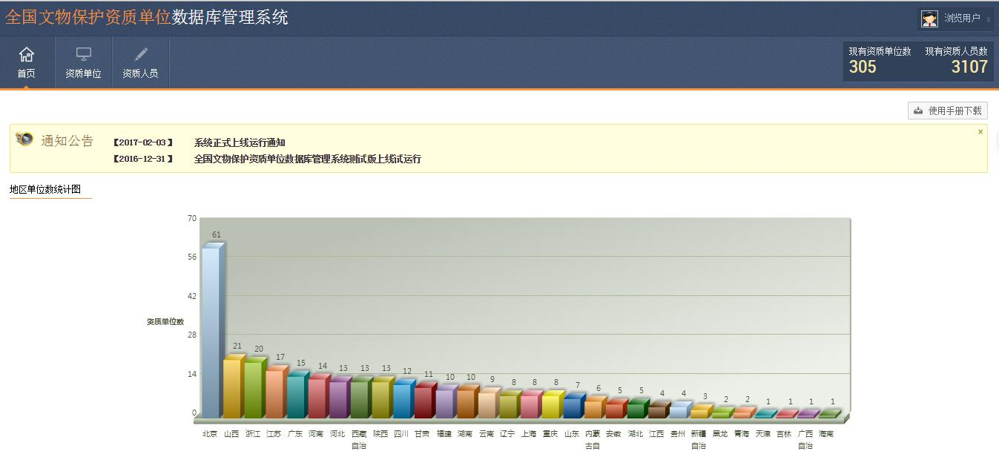 全国文物保护资质单位数据库管理系统
浏览用户
首页
资质单位
资质人员
现有资质单位数 现有资质人员数
305 3107
使用手册下载
通知公告
【2017-02-03】 系统正式上线运行通知
【2016-12-31】 全国文物保护资质单位数据库管理系统测试版上线试运行
×
地区单位数统计图
资质单位数
70
56
42
28
14
0
61 21 20 17 15 14 13 13 13 12 11 10 10 9 8 8 8 7 6 5 5 4 4 3 2 2 1 1 1 1
北京 山西 浙江 江苏 广东 河南 河北 西藏自治 陕西 四川 甘肃 福建 湖南 云南 辽宁 上海 重庆 山东 内蒙古自 安徽 湖北 江西 贵州 新疆自治 黑龙 青海 天津 吉林 广西自治 海南